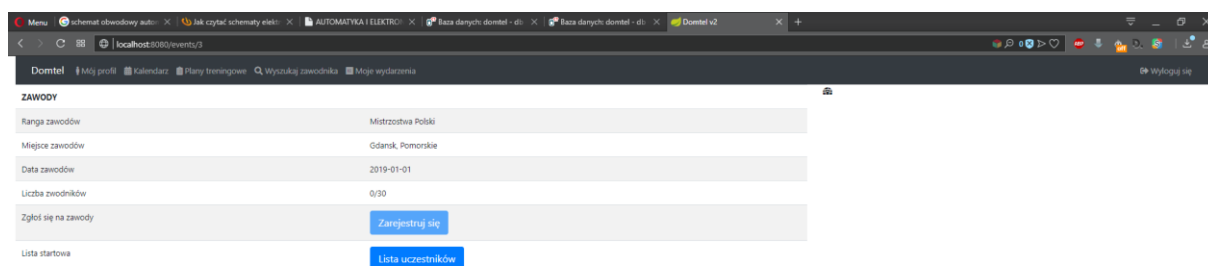 Menu schemat obwodowy autor Jak czytać schematy elektr AUTOMATYKA I ELEKTRO Baza danych: domtel - db Baza danych: domtel - db Domtel v2
localhost:8080/events/3
Domtel Mój profil Kalendarz Plany treningowe Wyszukaj zawodnika Moje wydarzenia Wyloguj się
ZAWODY
Ranga zawodów Mistrzostwa Polski
Miejsce zawodów Gdansk, Pomorskie
Data zawodów 2019-01-01
Liczba zwodników 0/30
Zgłoś się na zawody Zarejestruj się
Lista startowa Lista uczestników